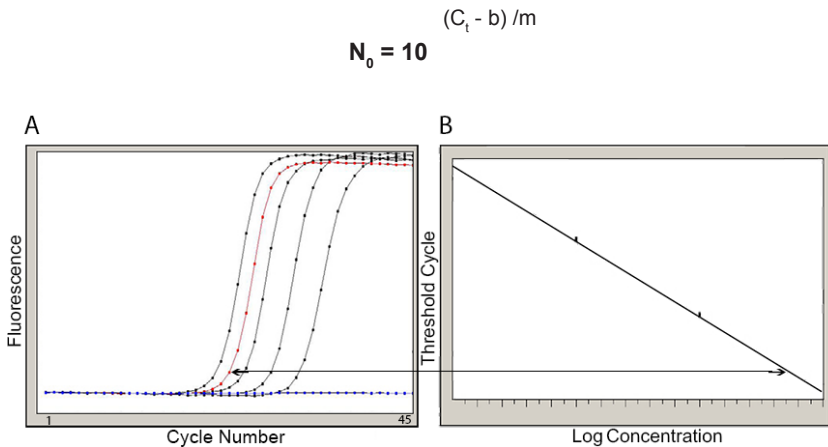 (Ct - b) /m
N0 = 10
A
B
Fluorescence
Threshold Cycle
1
45
Cycle Number
Log Concentration